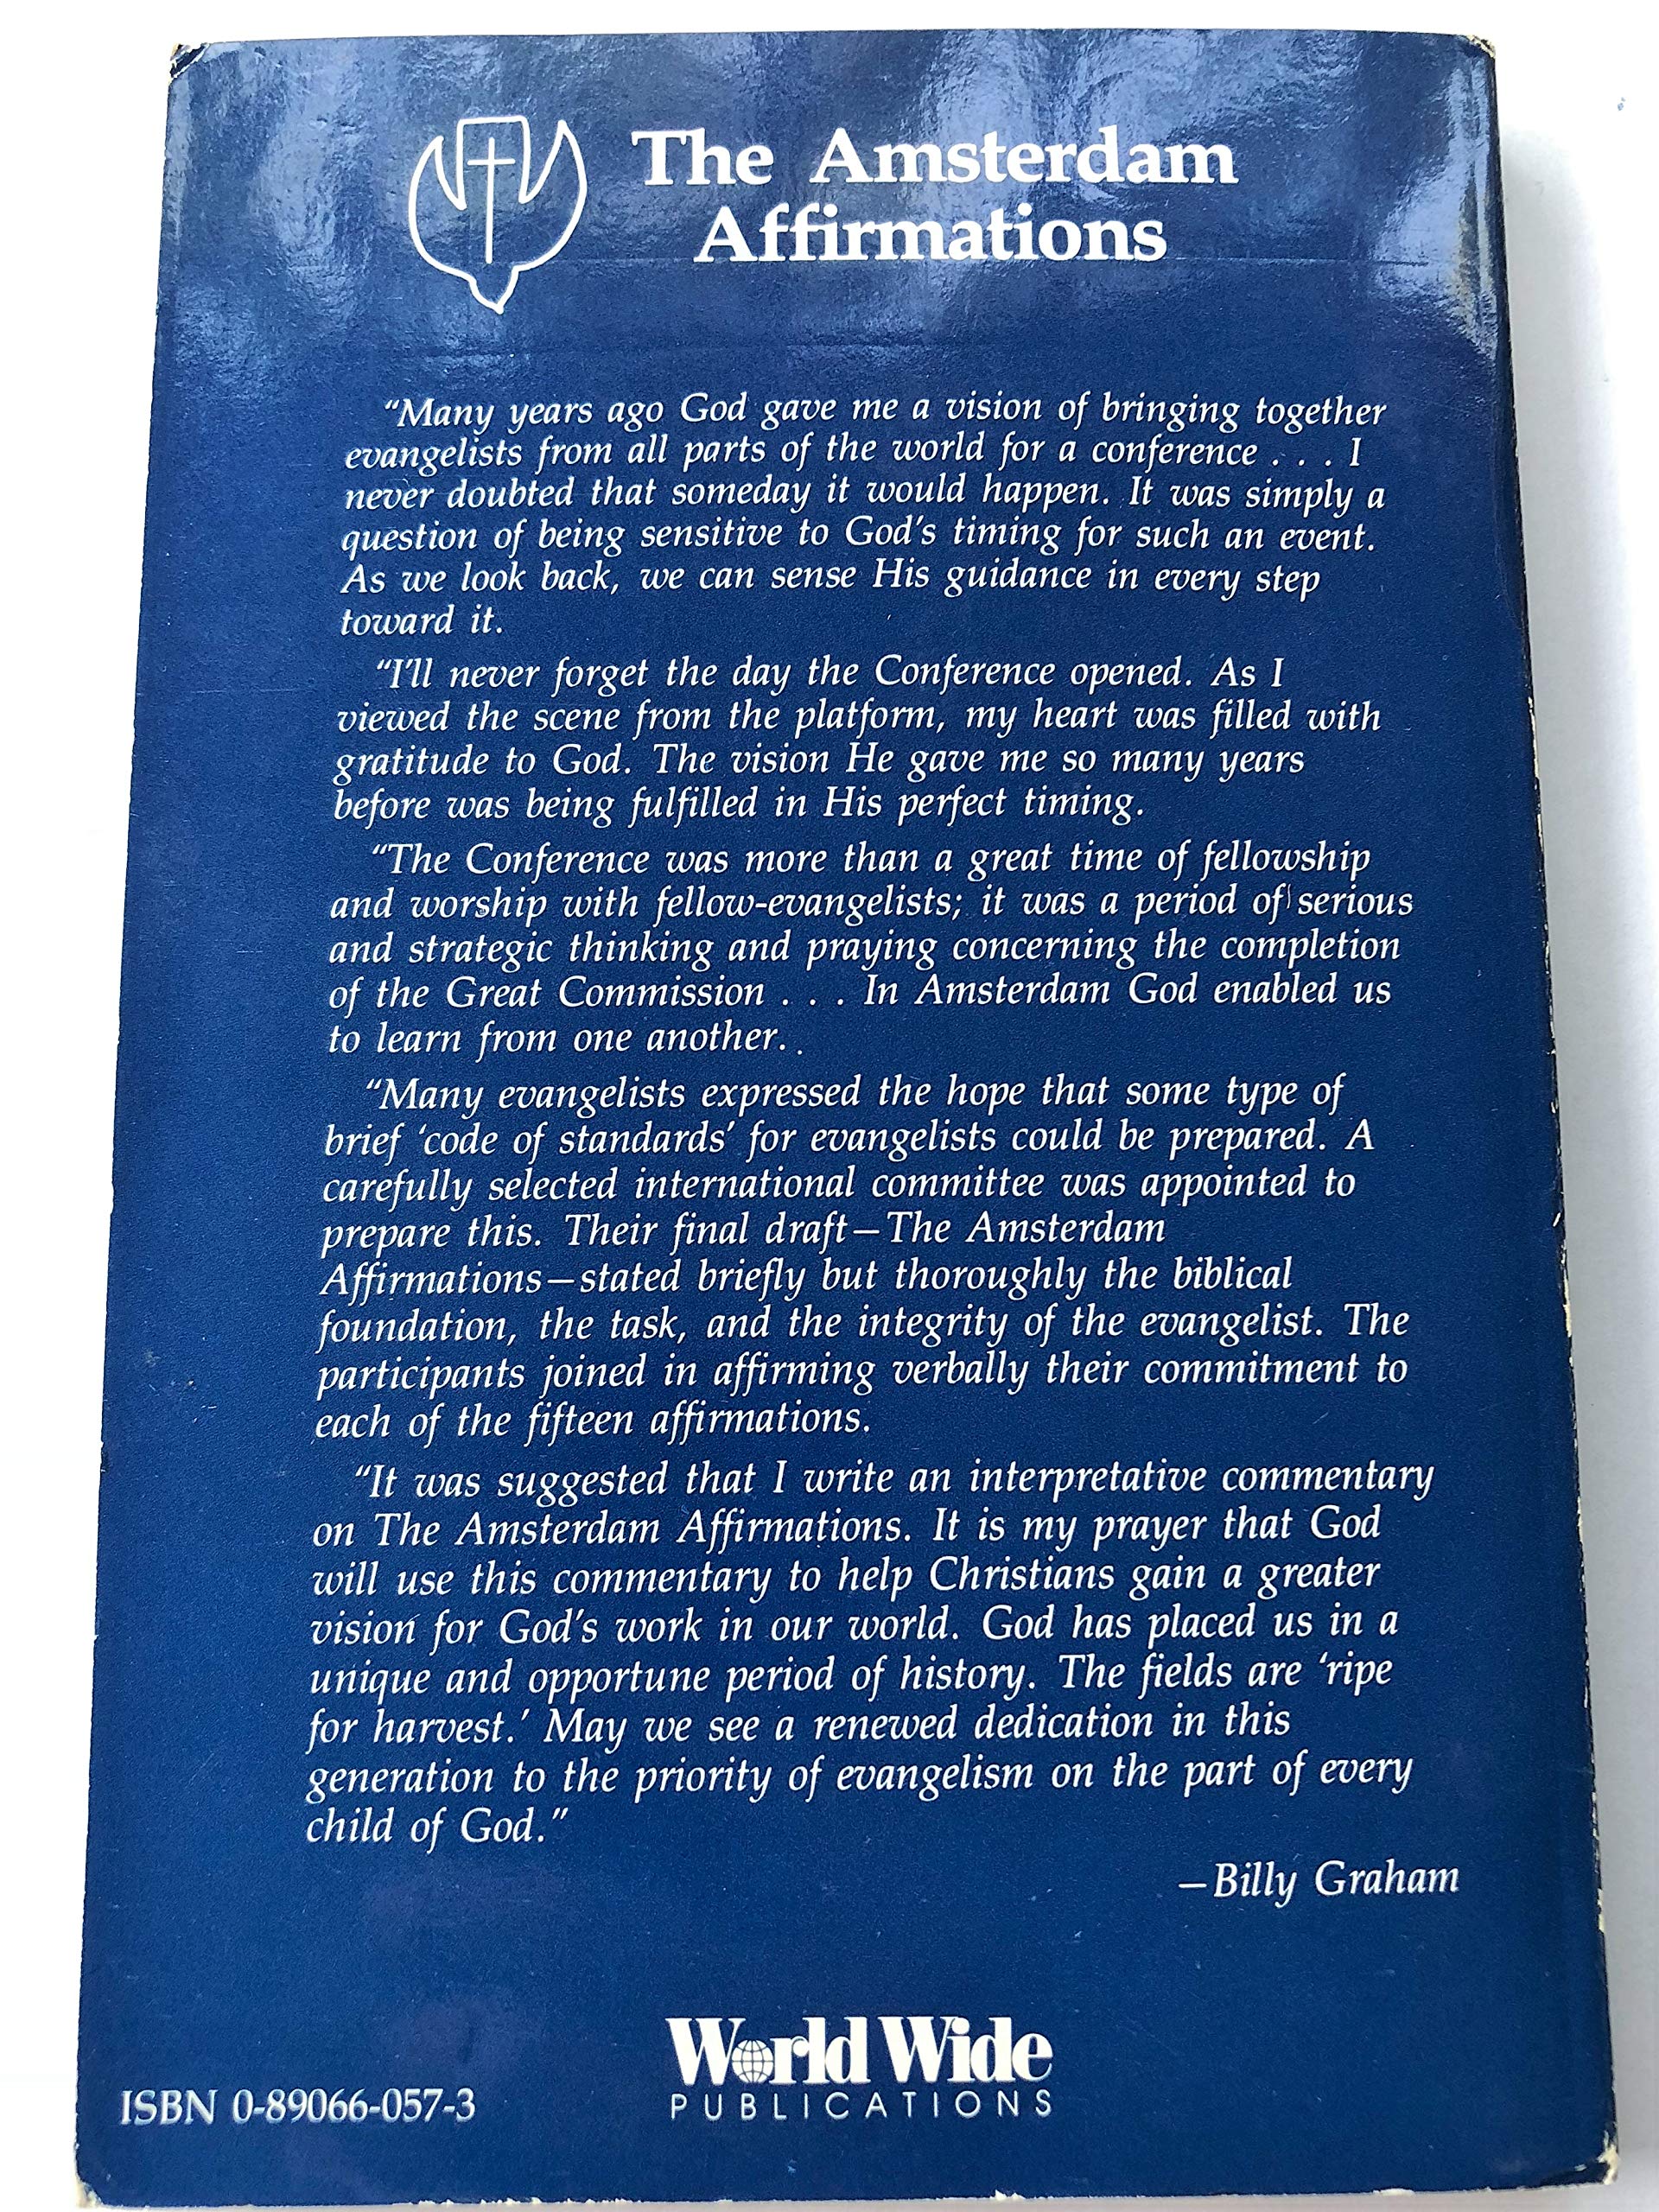 The Amsterdam
Affirmations
“Many years ago God gave me a vision of bringing together
evangelists from all parts of the world for a conference . . . I
never doubted that someday it would happen. It was simply a
question of being sensitive to God's timing for such an event.
As we look back, we can sense His guidance in every step
toward it.
“I'll never forget the day the Conference opened. As I
viewed the scene from the platform, my heart was filled with
gratitude to God. The vision He gave me so many years
before was being fulfilled in His perfect timing.
“The Conference was more than a great time of fellowship
and worship with fellow-evangelists; it was a period of serious
and strategic thinking and praying concerning the completion
of the Great Commission . . . In Amsterdam God enabled us
to learn from one another. .
“Many evangelists expressed the hope that some type of
brief ‘code of standards’ for evangelists could be prepared. A
carefully selected international committee was appointed to
prepare this. Their final draft—The Amsterdam
Affirmations—stated briefly but thoroughly the biblical
foundation, the task, and the integrity of the evangelist. The
participants joined in affirming verbally their commitment to
each of the fifteen affirmations.
“It was suggested that I write an interpretative commentary
on The Amsterdam Affirmations. It is my prayer that God
will use this commentary to help Christians gain a greater
vision for God's work in our world. God has placed us in a
unique and opportune period of history. The fields are ‘ripe
for harvest.’ May we see a renewed dedication in this
generation to the priority of evangelism on the part of every
child of God.”
—Billy Graham
World Wide
PUBLICATIONS
ISBN 0-89066-057-3